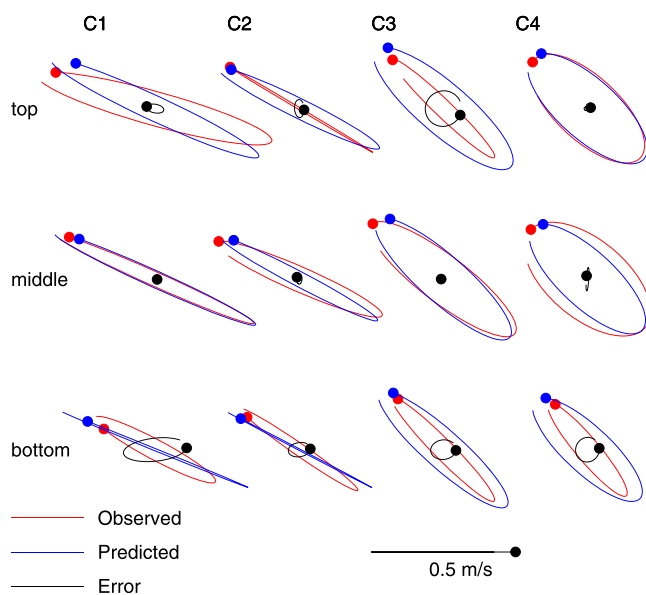 C1 C2 C3 C4
top
middle
bottom
Observed
Predicted
0.5 m/s
Error